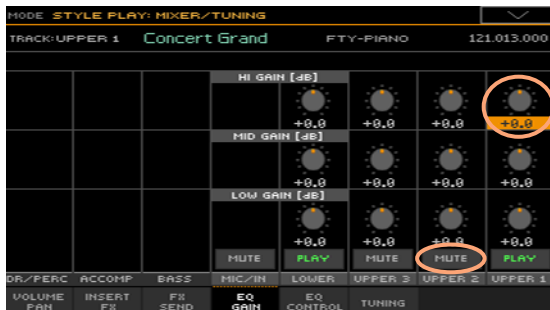 MODE STYLE PLAY: MIXER/TUNING
TRACK:UPPER 1 Concert Grand FTY-PIANO 121.013.000
HI GAIN [dB]
+0.0 +0.0 +0.0 +0.0
MID GAIN [dB]
+0.0 +0.0 +0.0 +0.0
LOW GAIN [dB]
+0.0 +0.0 +0.0 +0.0
MUTE PLAY MUTE MUTE PLAY
DR/PERC ACCOMP BASS MIC/IN LOWER UPPER 3 UPPER 2 UPPER 1
VOLUME PAN INSERT FX FX SEND EQ GAIN EQ CONTROL TUNING